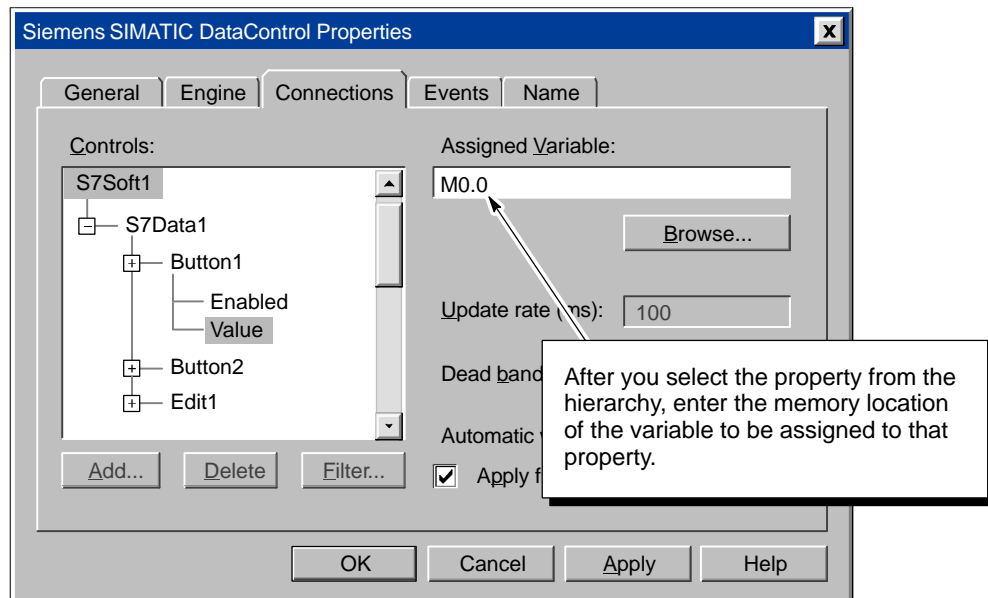 Siemens SIMATIC DataControl Properties
General Engine Connections Events Name
Controls:
S7Soft1
S7Data1
Button1
Enabled
Value
Button2
Edit1
Add... Delete Filter...
Assigned Variable:
M0.0
Browse...
Update rate (ms): 100
Dead band
Automatic
Apply
After you select the property from the
hierarchy, enter the memory location
of the variable to be assigned to that
property.
OK Cancel Apply Help